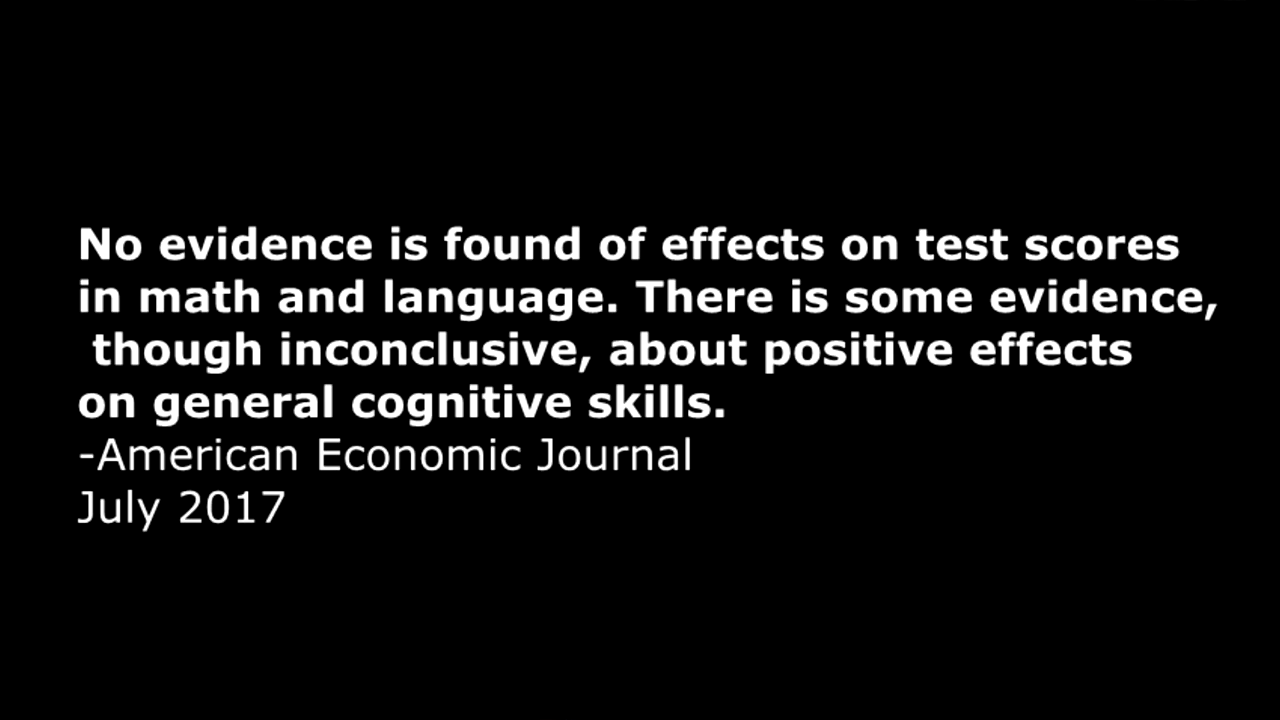 No evidence is found of effects on test scores
in math and language. There is some evidence,
though inconclusive, about positive effects
on general cognitive skills.
-American Economic Journal
July 2017